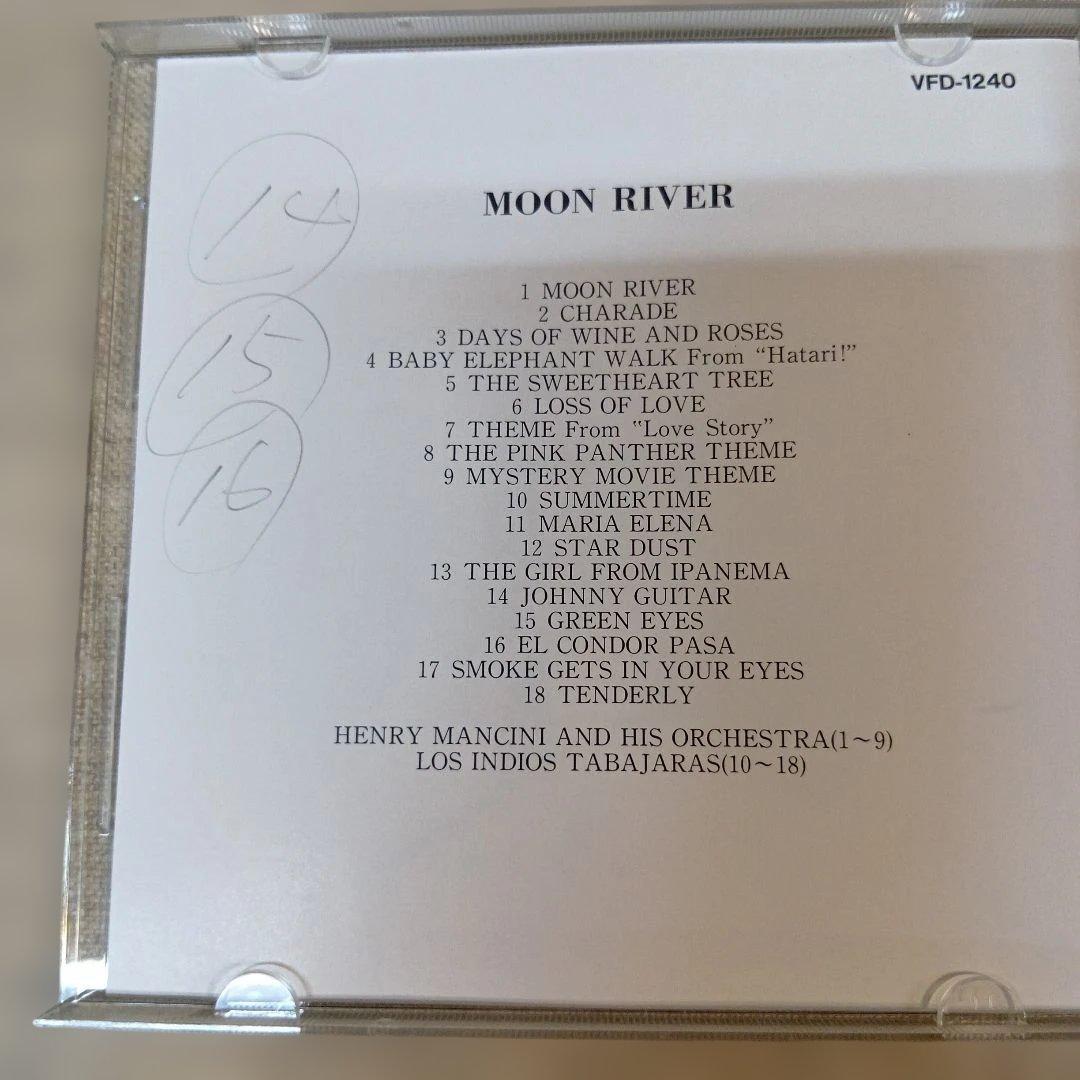 VFD-1240
14
15
16
MOON RIVER
1 MOON RIVER
2 CHARADE
3 DAYS OF WINE AND ROSES
4 BABY ELEPHANT WALK From “Hatari!”
5 THE SWEETHEART TREE
6 LOSS OF LOVE
7 THEME From “Love Story”
8 THE PINK PANTHER THEME
9 MYSTERY MOVIE THEME
10 SUMMERTIME
11 MARIA ELENA
12 STAR DUST
13 THE GIRL FROM IPANEMA
14 JOHNNY GUITAR
15 GREEN EYES
16 EL CONDOR PASA
17 SMOKE GETS IN YOUR EYES
18 TENDERLY
HENRY MANCINI AND HIS ORCHESTRA(1～9)
LOS INDIOS TABAJARAS(10～18)